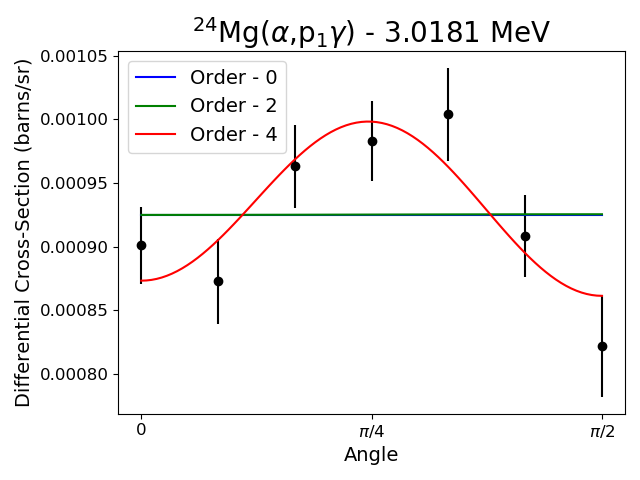 ²⁴Mg(α,p₁γ) - 3.0181 MeV
Order - 0
Order - 2
Order - 4
Differential Cross-Section (barns/sr)
0.00105
0.00100
0.00095
0.00090
0.00085
0.00080
0
π/4
π/2
Angle